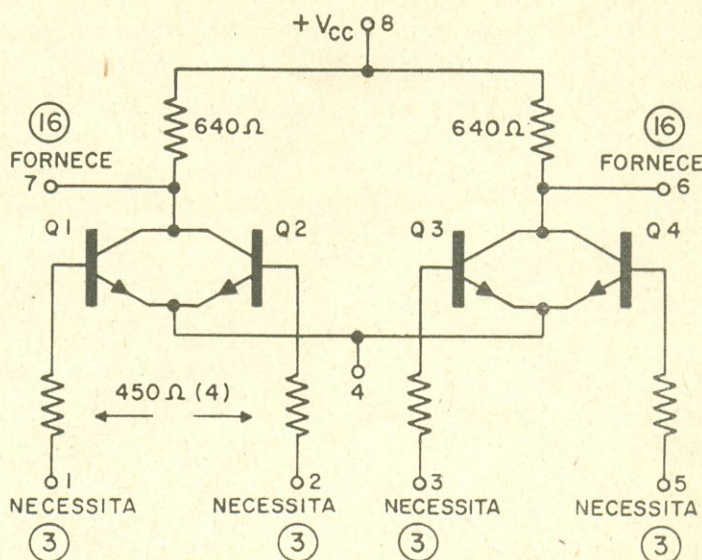 + VCC 8
640Ω
640Ω
16
FORNECE
7
16
FORNECE
6
Q1
Q2
Q3
Q4
4
450Ω (4)
1
NECESSITA
3
2
NECESSITA
3
3
NECESSITA
3
5
NECESSITA
3